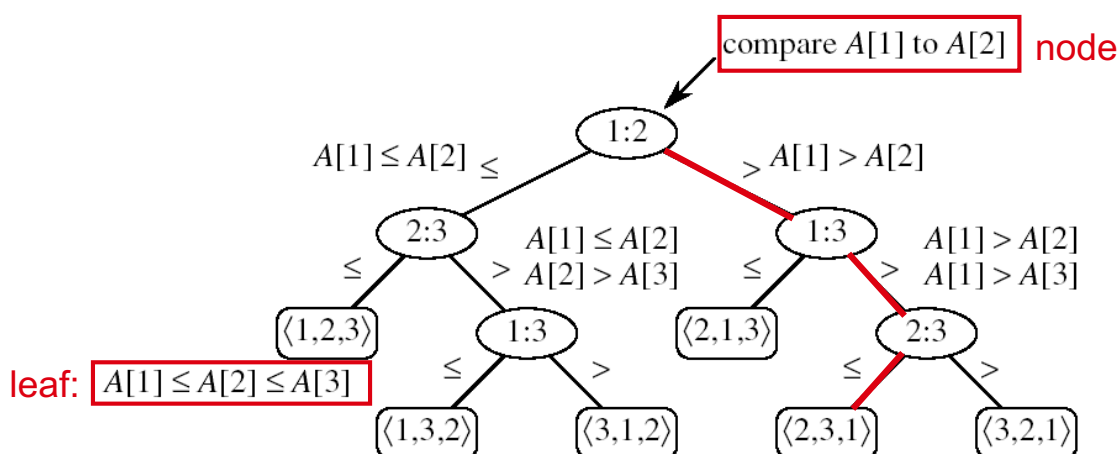 compare A[1] to A[2] node
1:2
A[1] ≤ A[2] ≤ > A[1] > A[2]
2:3 A[1] ≤ A[2] 1:3 A[1] > A[2]
≤ > A[2] > A[3] ≤ > A[1] > A[3]
⟨1,2,3⟩ 1:3 ⟨2,1,3⟩ 2:3
leaf: A[1] ≤ A[2] ≤ A[3] ≤ > ≤ >
⟨1,3,2⟩ ⟨3,1,2⟩ ⟨2,3,1⟩ ⟨3,2,1⟩